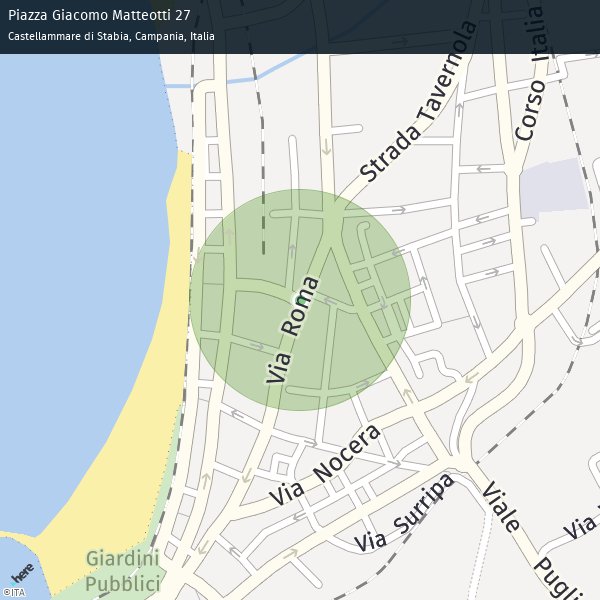 Piazza Giacomo Matteotti 27
Castellammare di Stabia, Campania, Italia
Strada Tavernola
Corso Italia
Via Roma
Via Nocera
Via Surripa
Viale
Pugli
Via
Giardini
Pubblici
here
©ITA